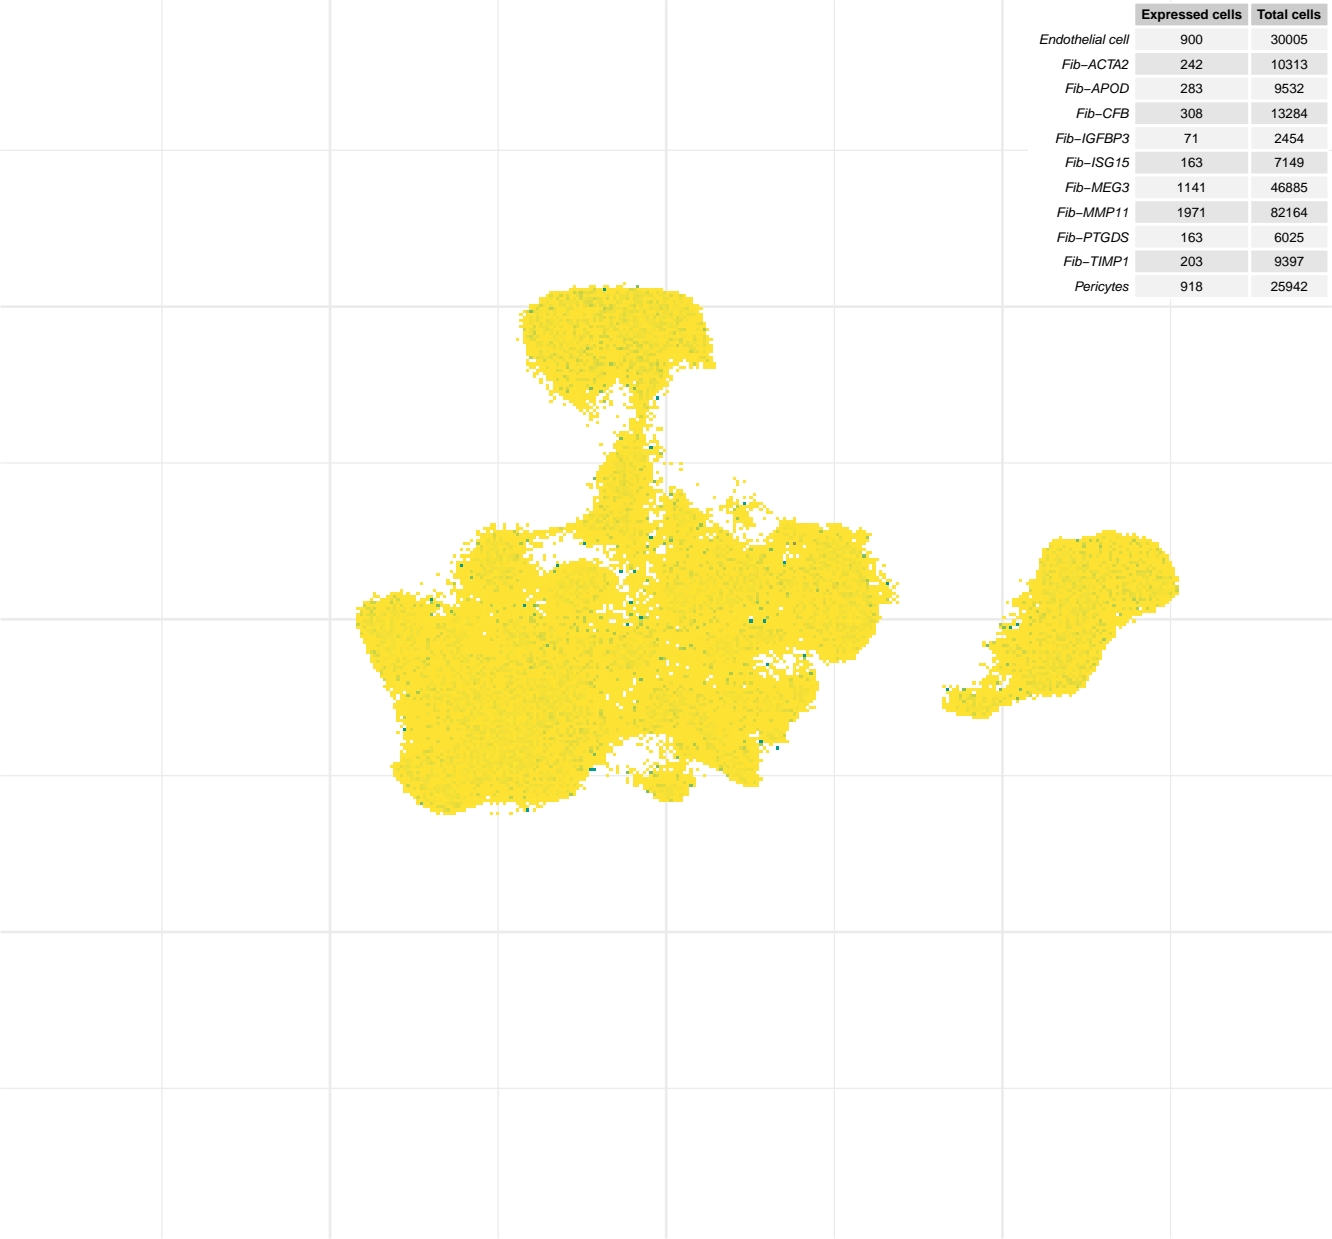 Expressed cells Total cells
Endothelial cell 900 30005
Fib−ACTA2 242 10313
Fib−APOD 283 9532
Fib−CFB 308 13284
Fib−IGFBP3 71 2454
Fib−ISG15 163 7149
Fib−MEG3 1141 46885
Fib−MMP11 1971 82164
Fib−PTGDS 163 6025
Fib−TIMP1 203 9397
Pericytes 918 25942